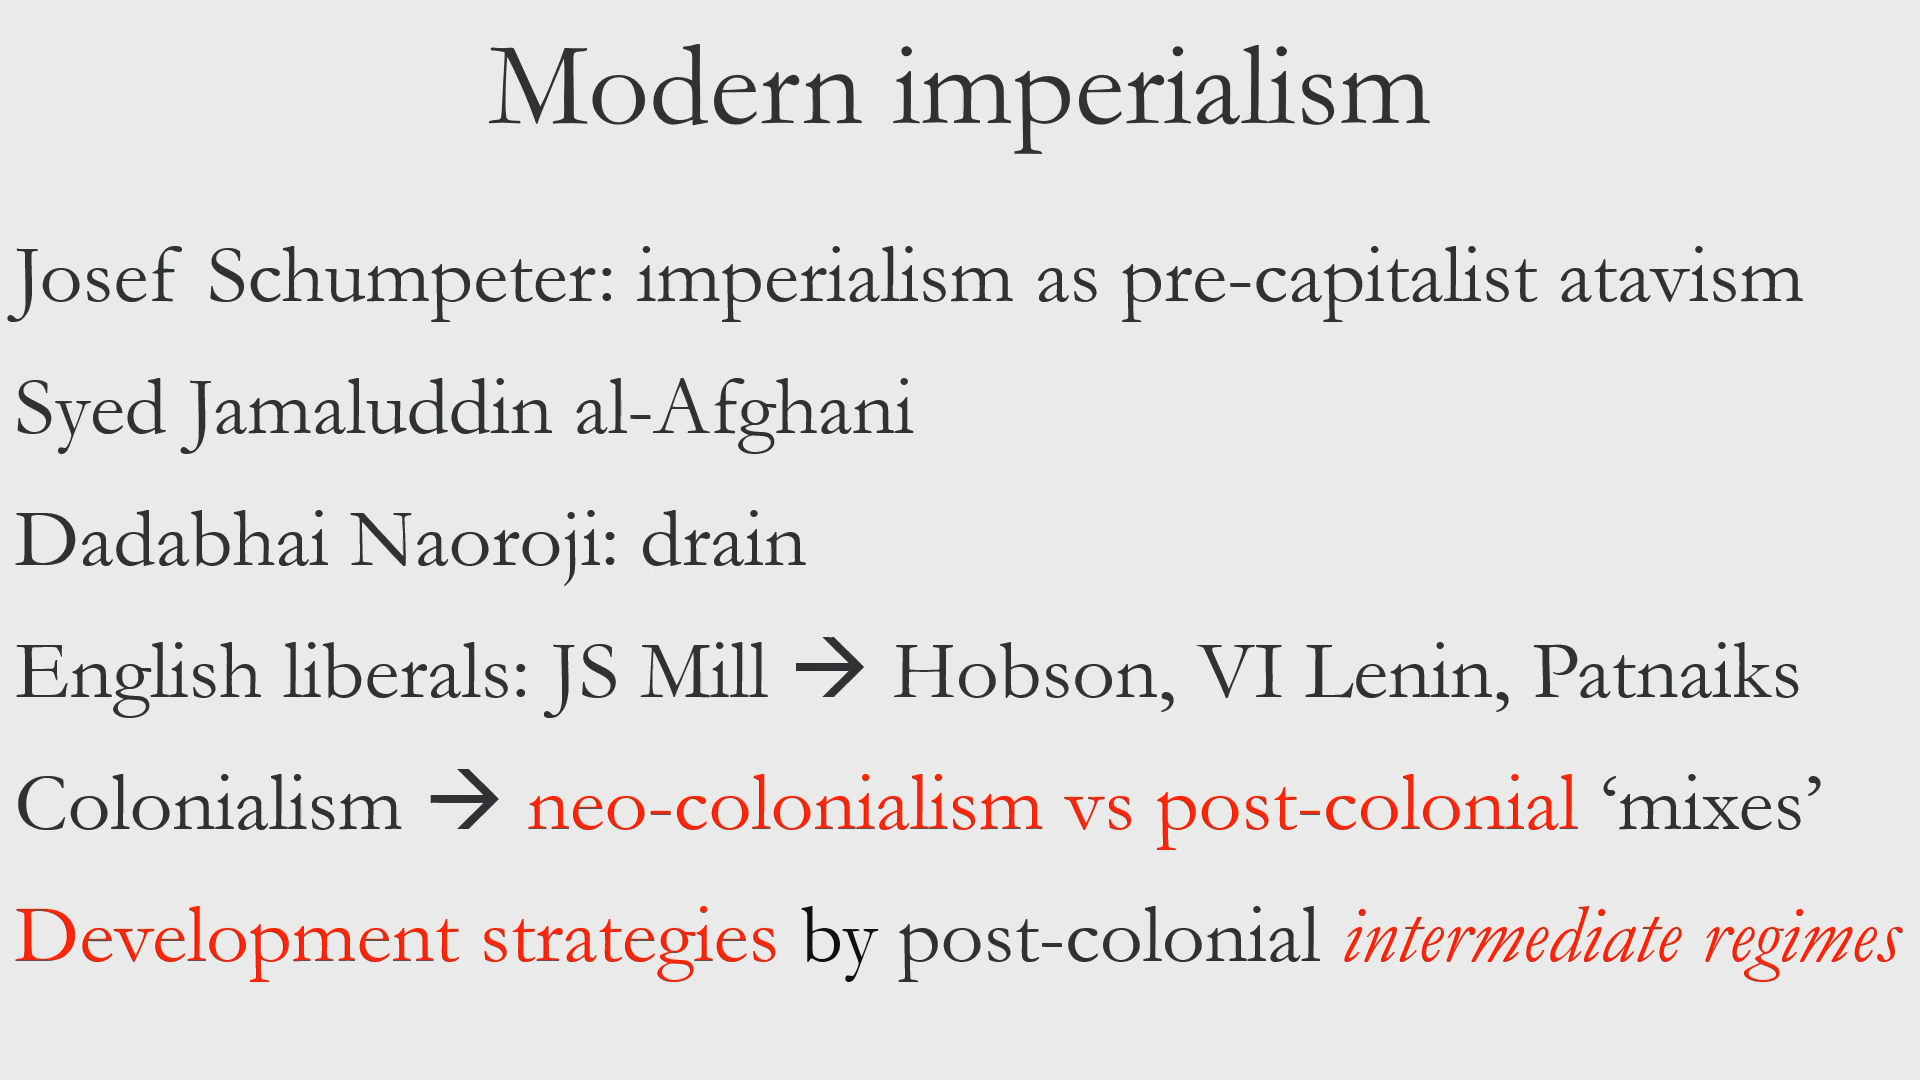 Modern imperialism
Josef Schumpeter: imperialism as pre-capitalist atavism
Syed Jamaluddin al-Afghani
Dadabhai Naoroji: drain
English liberals: JS Mill → Hobson, VI Lenin, Patnaiks
Colonialism → neo-colonialism vs post-colonial ‘mixes’
Development strategies by post-colonial intermediate regimes